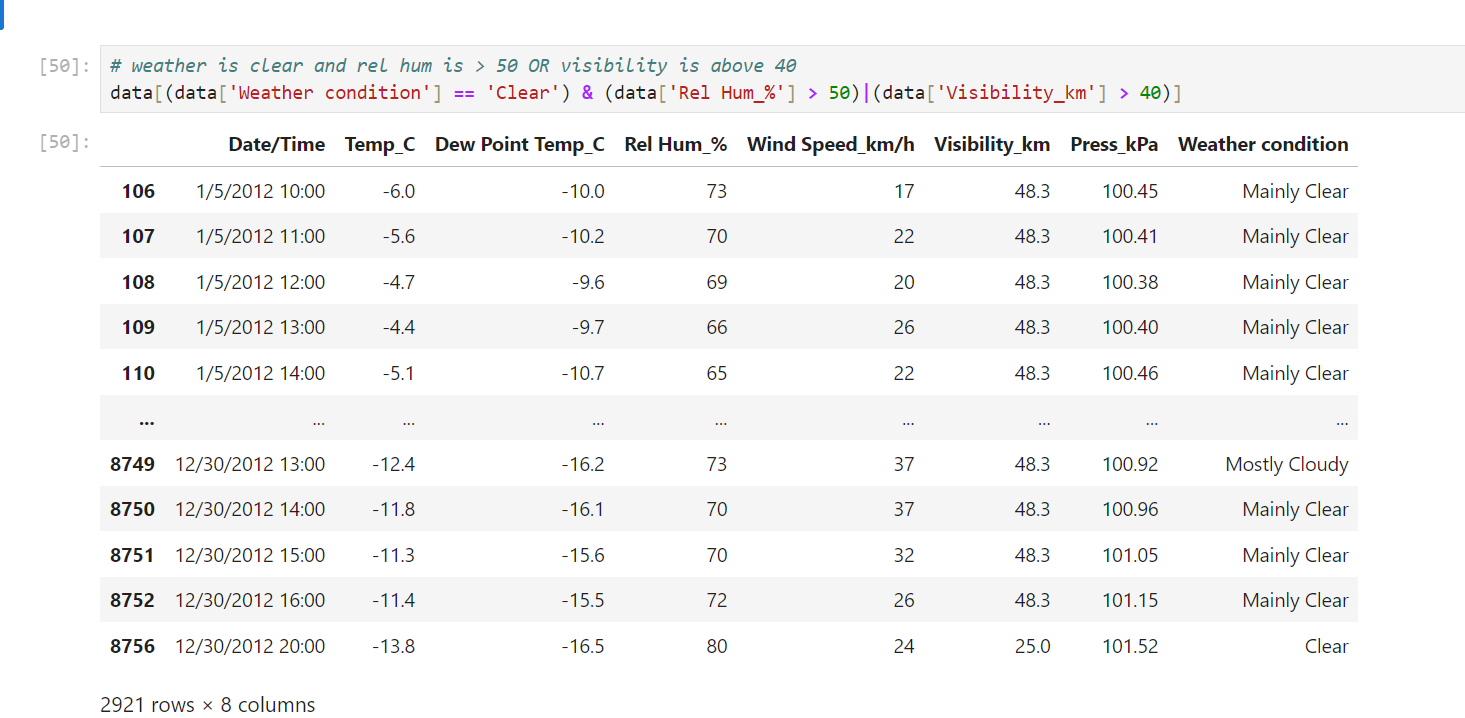 [50]: # weather is clear and rel hum is > 50 OR visibility is above 40
data[(data['Weather condition'] == 'Clear') & (data['Rel Hum_%'] > 50)|(data['Visibility_km'] > 40)]
[50]: Date/Time Temp_C Dew Point Temp_C Rel Hum_% Wind Speed_km/h Visibility_km Press_kPa Weather condition
106 1/5/2012 10:00 -6.0 -10.0 73 17 48.3 100.45 Mainly Clear
107 1/5/2012 11:00 -5.6 -10.2 70 22 48.3 100.41 Mainly Clear
108 1/5/2012 12:00 -4.7 -9.6 69 20 48.3 100.38 Mainly Clear
109 1/5/2012 13:00 -4.4 -9.7 66 26 48.3 100.40 Mainly Clear
110 1/5/2012 14:00 -5.1 -10.7 65 22 48.3 100.46 Mainly Clear
... ... ... ... ... ... ... ... ...
8749 12/30/2012 13:00 -12.4 -16.2 73 37 48.3 100.92 Mostly Cloudy
8750 12/30/2012 14:00 -11.8 -16.1 70 37 48.3 100.96 Mainly Clear
8751 12/30/2012 15:00 -11.3 -15.6 70 32 48.3 101.05 Mainly Clear
8752 12/30/2012 16:00 -11.4 -15.5 72 26 48.3 101.15 Mainly Clear
8756 12/30/2012 20:00 -13.8 -16.5 80 24 25.0 101.52 Clear
2921 rows × 8 columns